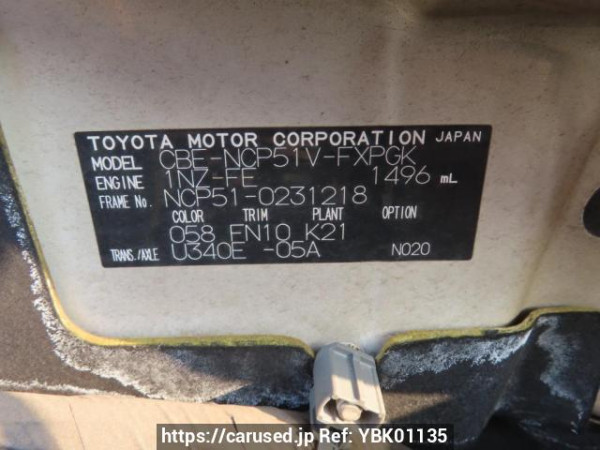 TOYOTA MOTOR CORPORATION JAPAN
MODEL CBE-NCP51V-FXPGK
ENGINE 1NZ-FE 1496 mL
FRAME No. NCP51-0231218
COLOR TRIM PLANT OPTION
058 FN10 K21
TRANS./AXLE U340E -05A N020
https://carused.jp Ref: YBK01135